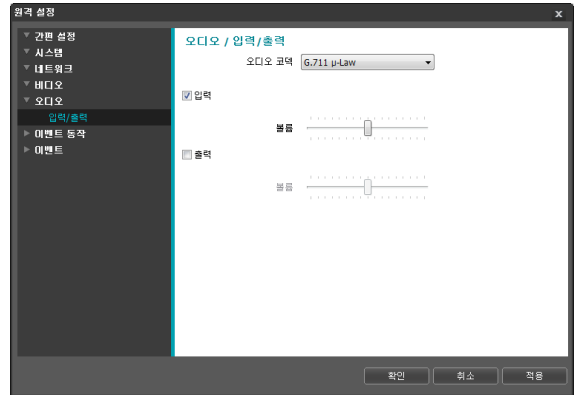 원격 설정
x
간편 설정
시스템
네트워크
비디오
오디오
입력/출력
이벤트 동작
이벤트
오디오 / 입력/출력
오디오 코덱 G.711 μ-Law
입력
볼륨
출력
볼륨
확인 취소 적용